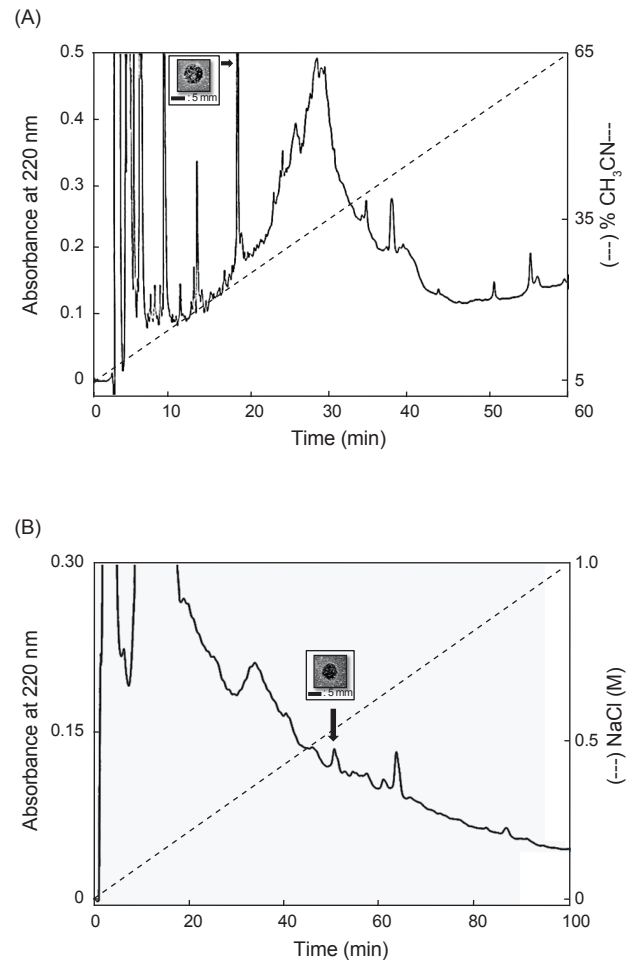 (A)
0.5
0.4
0.3
0.2
0.1
0
Absorbance at 220 nm
: 5 mm
65
35
5
(---) % CH₃CN---
0 10 20 30 40 50 60
Time (min)
(B)
0.30
0.15
0
Absorbance at 220 nm
: 5 mm
1.0
0.5
0
(---) NaCl (M)
0 20 40 60 80 100
Time (min)